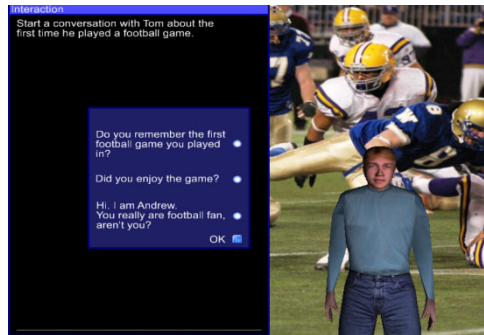 Interaction
Start a conversation with Tom about the
first time he played a football game.
Do you remember the first
football game you played
in?
Did you enjoy the game?
Hi. I am Andrew.
You really are football fan,
aren't you?
OK